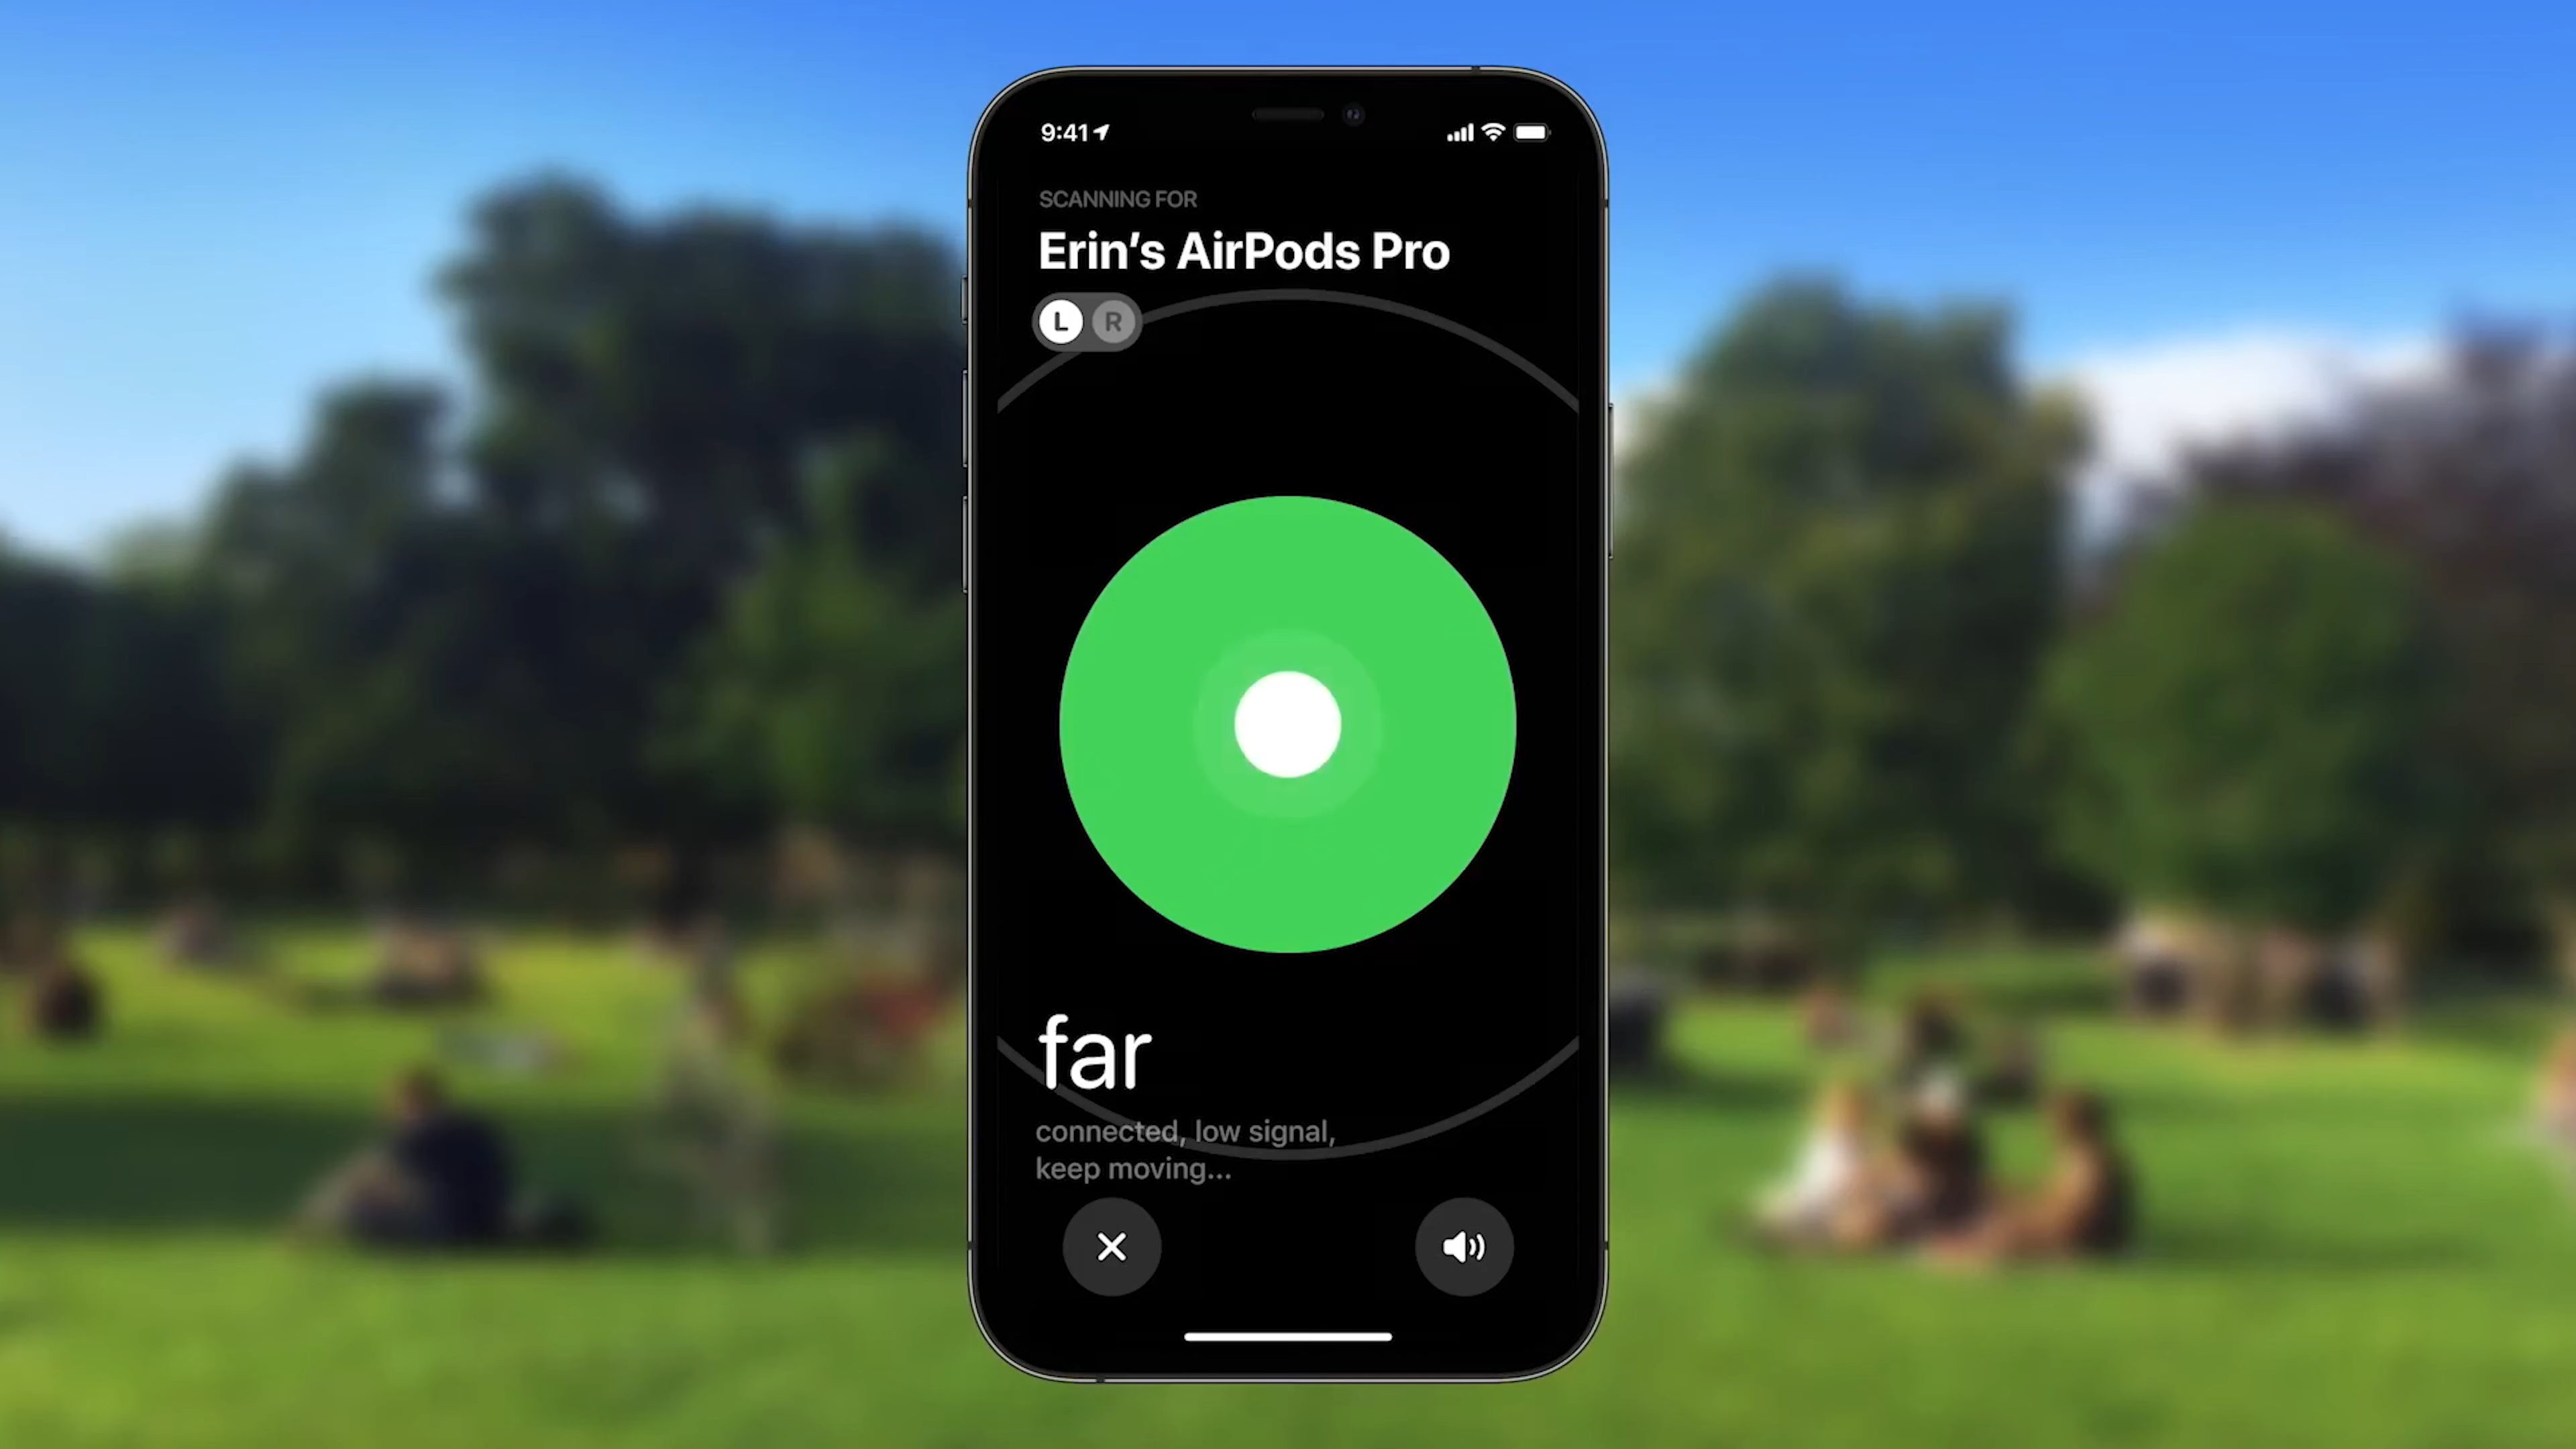 9:41
SCANNING FOR
Erin’s AirPods Pro
L R
far
connected, low signal,
keep moving...